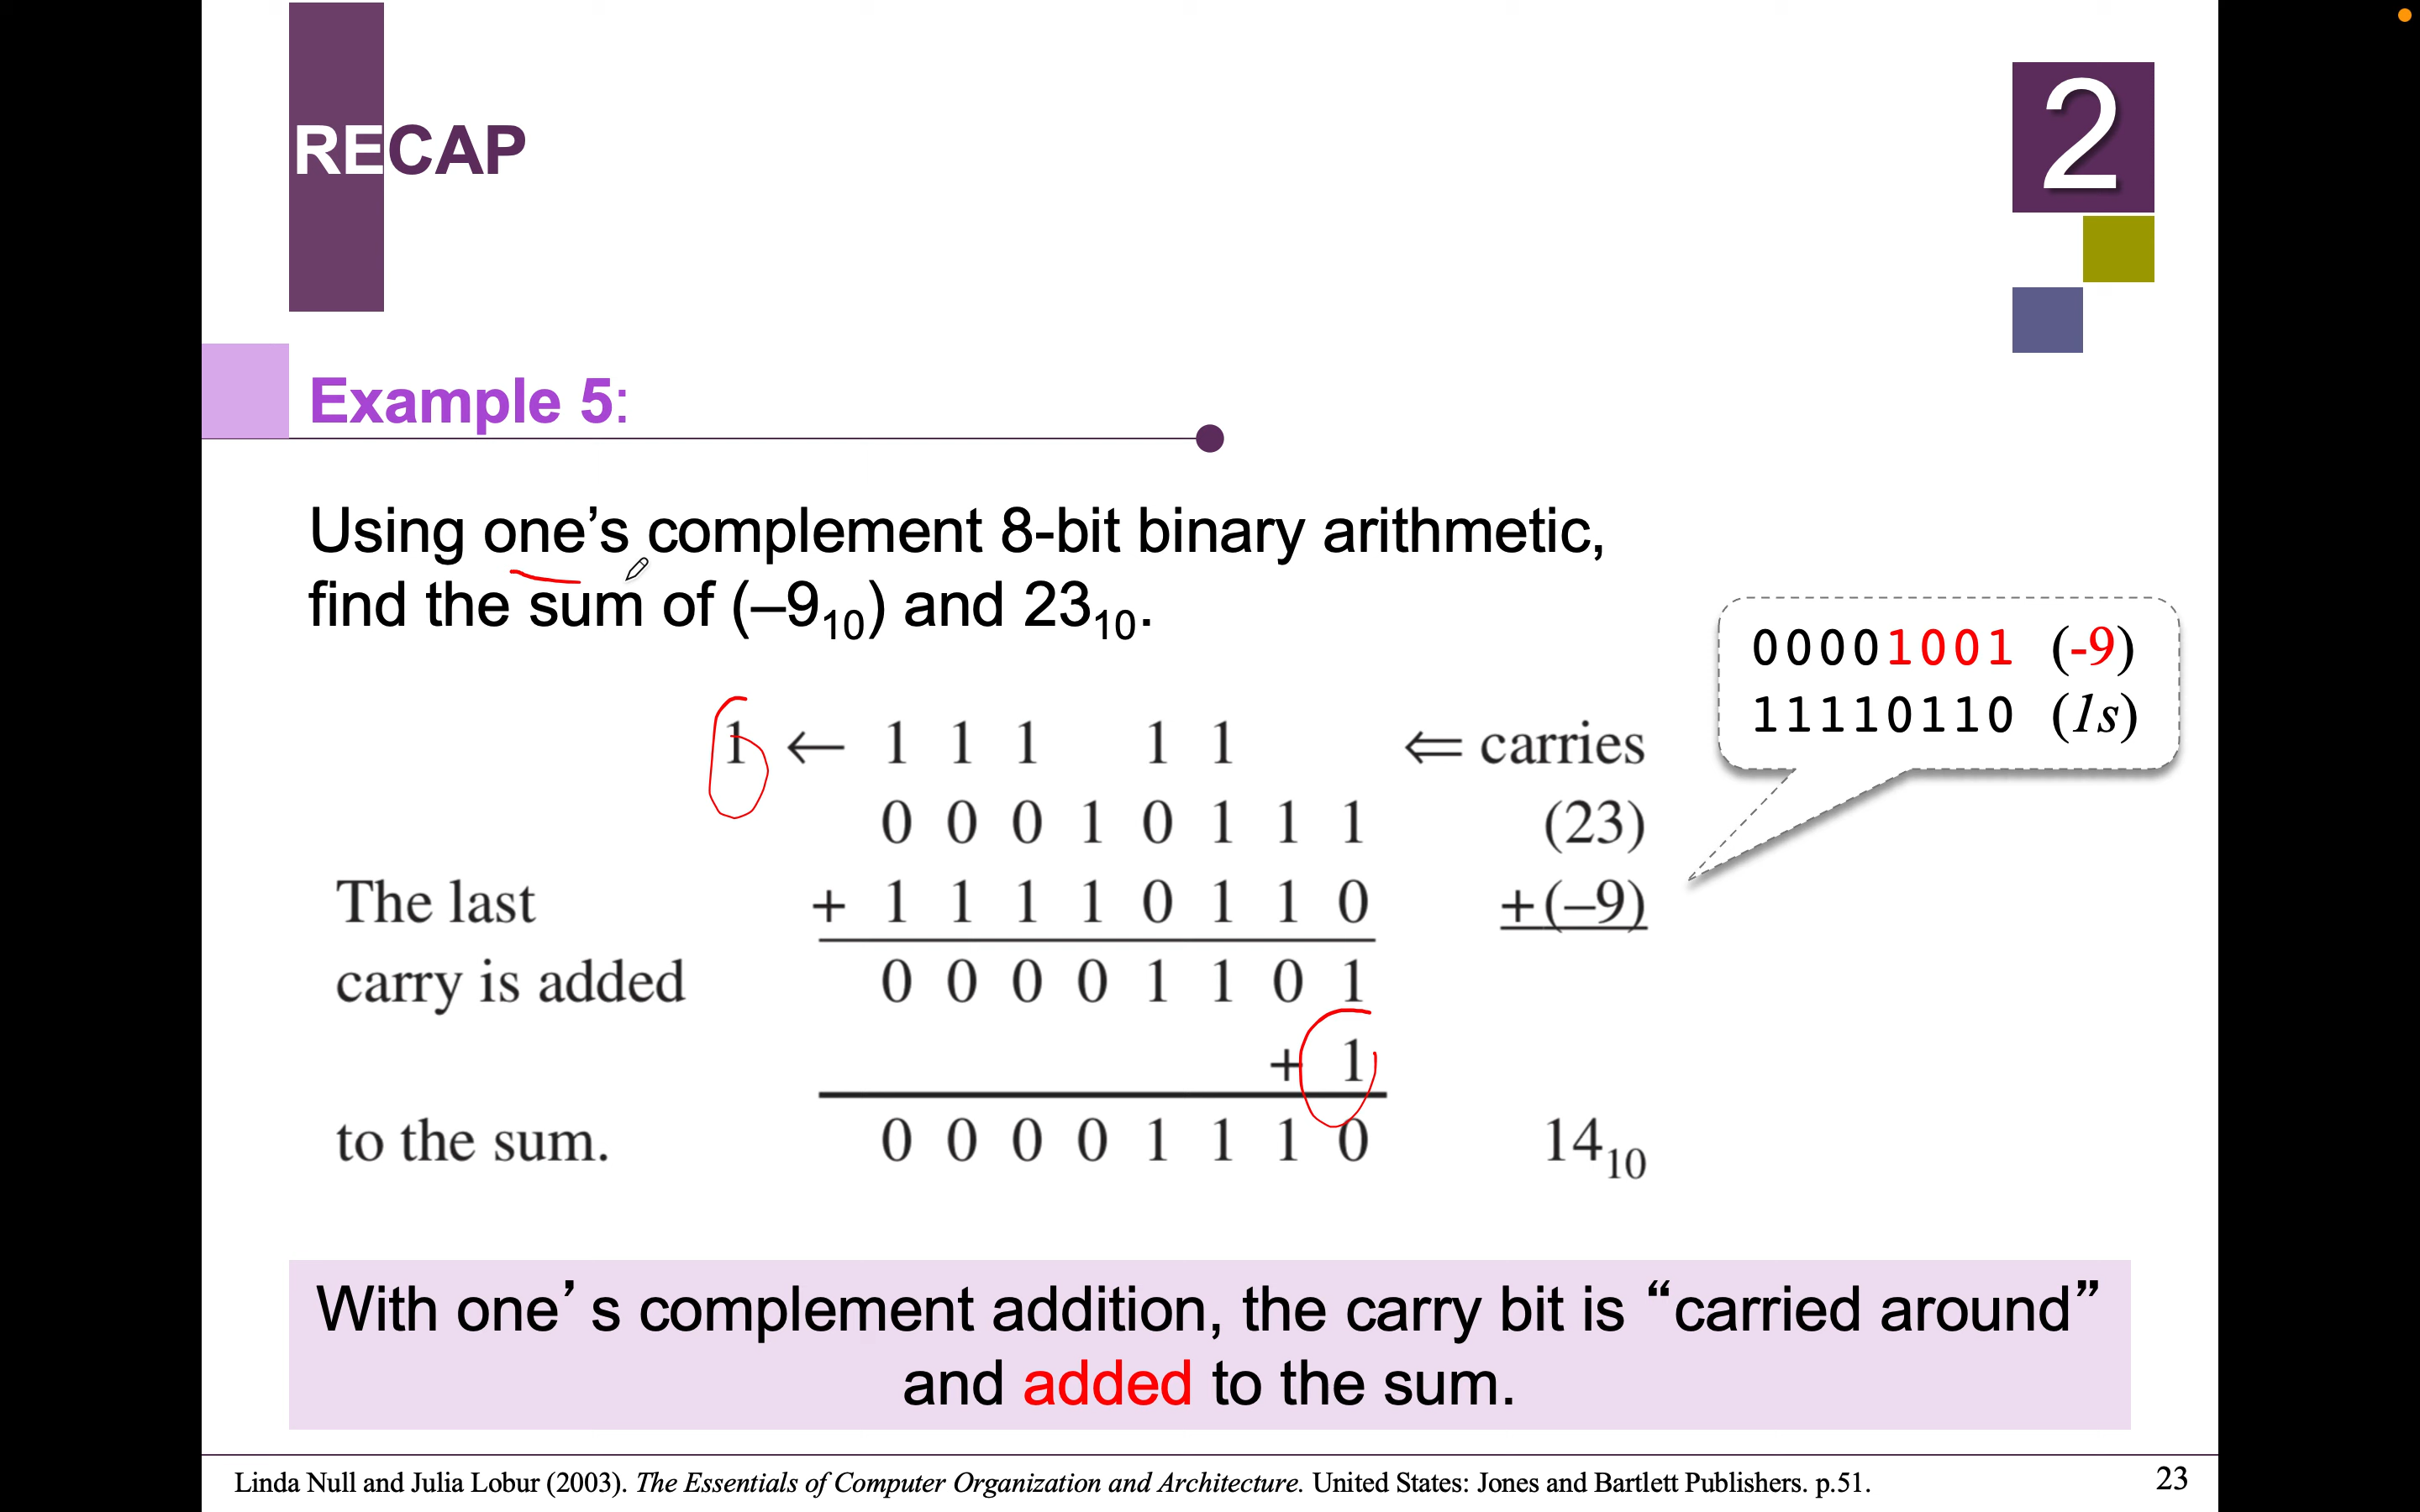 RECAP
2
Example 5:
Using one’s complement 8-bit binary arithmetic,
find the sum of (–9₁₀) and 23₁₀.
00001001 (-9)
11110110 (1s)
1 ← 1 1 1 1 1 ⇐ carries
0 0 0 1 0 1 1 1 (23)
The last + 1 1 1 1 0 1 1 0 +(–9)
carry is added 0 0 0 0 1 1 0 1
+ 1
to the sum. 0 0 0 0 1 1 1 0 14₁₀
With one’s complement addition, the carry bit is “carried around”
and added to the sum.
Linda Null and Julia Lobur (2003). The Essentials of Computer Organization and Architecture. United States: Jones and Bartlett Publishers. p.51.
23